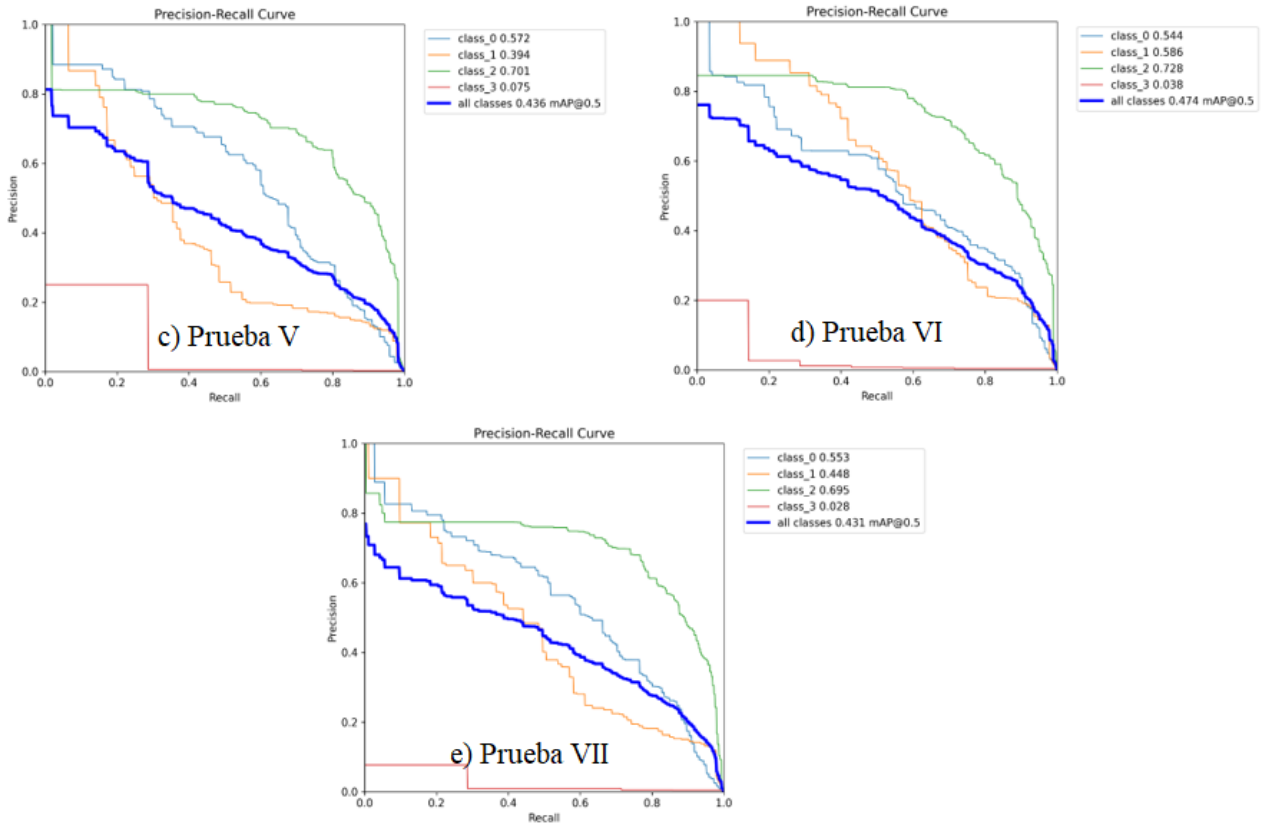 Precision-Recall Curve
class_0 0.572
class_1 0.394
class_2 0.701
class_3 0.075
all classes 0.436 mAP@0.5
1.0
0.8
0.6
0.4
0.2
0.0
Precision
c) Prueba V
0.0 0.2 0.4 0.6 0.8 1.0
Recall
Precision-Recall Curve
class_0 0.544
class_1 0.586
class_2 0.728
class_3 0.038
all classes 0.474 mAP@0.5
1.0
0.8
0.6
0.4
0.2
0.0
Precision
d) Prueba VI
0.0 0.2 0.4 0.6 0.8 1.0
Recall
Precision-Recall Curve
class_0 0.553
class_1 0.448
class_2 0.695
class_3 0.028
all classes 0.431 mAP@0.5
1.0
0.8
0.6
0.4
0.2
0.0
Precision
e) Prueba VII
0.0 0.2 0.4 0.6 0.8 1.0
Recall